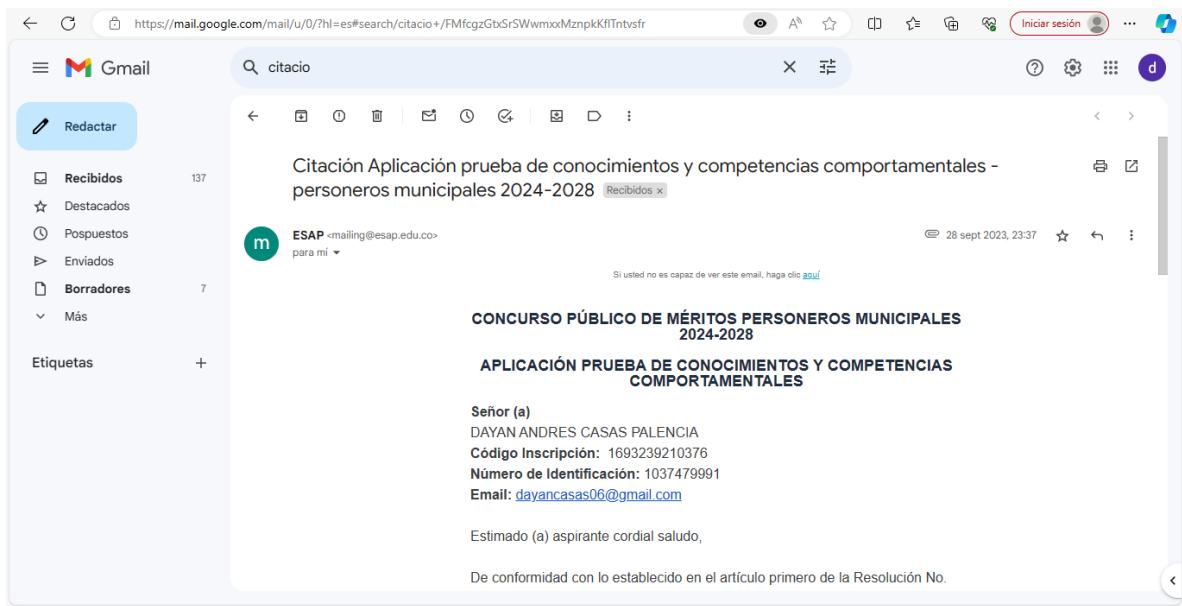 https://mail.google.com/mail/u/0/?hl=es#search/citacio+/FMfcgzGtxSrSWwmxxMznpkKflTntvsfr
Iniciar sesión
Gmail
citacio
d
Redactar
Recibidos 137
Destacados
Pospuestos
Enviados
Borradores 7
Más
Etiquetas
Citación Aplicación prueba de conocimientos y competencias comportamentales -
personeros municipales 2024-2028 Recibidos x
m
ESAP <mailing@esap.edu.co> 28 sept 2023, 23:37
para mí
Si usted no es capaz de ver este email, haga clic aquí
CONCURSO PÚBLICO DE MÉRITOS PERSONEROS MUNICIPALES
2024-2028
APLICACIÓN PRUEBA DE CONOCIMIENTOS Y COMPETENCIAS
COMPORTAMENTALES
Señor (a)
DAYAN ANDRES CASAS PALENCIA
Código Inscripción: 1693239210376
Número de Identificación: 1037479991
Email: dayancasas06@gmail.com
Estimado (a) aspirante cordial saludo,
De conformidad con lo establecido en el artículo primero de la Resolución No.